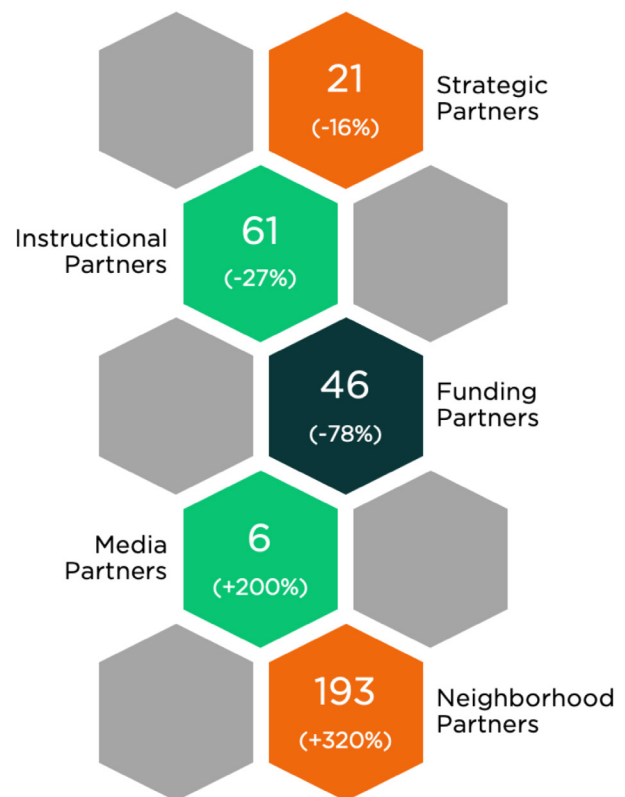 21
(-16%)
Strategic
Partners
Instructional
Partners
61
(-27%)
46
(-78%)
Funding
Partners
Media
Partners
6
(+200%)
193
(+320%)
Neighborhood
Partners